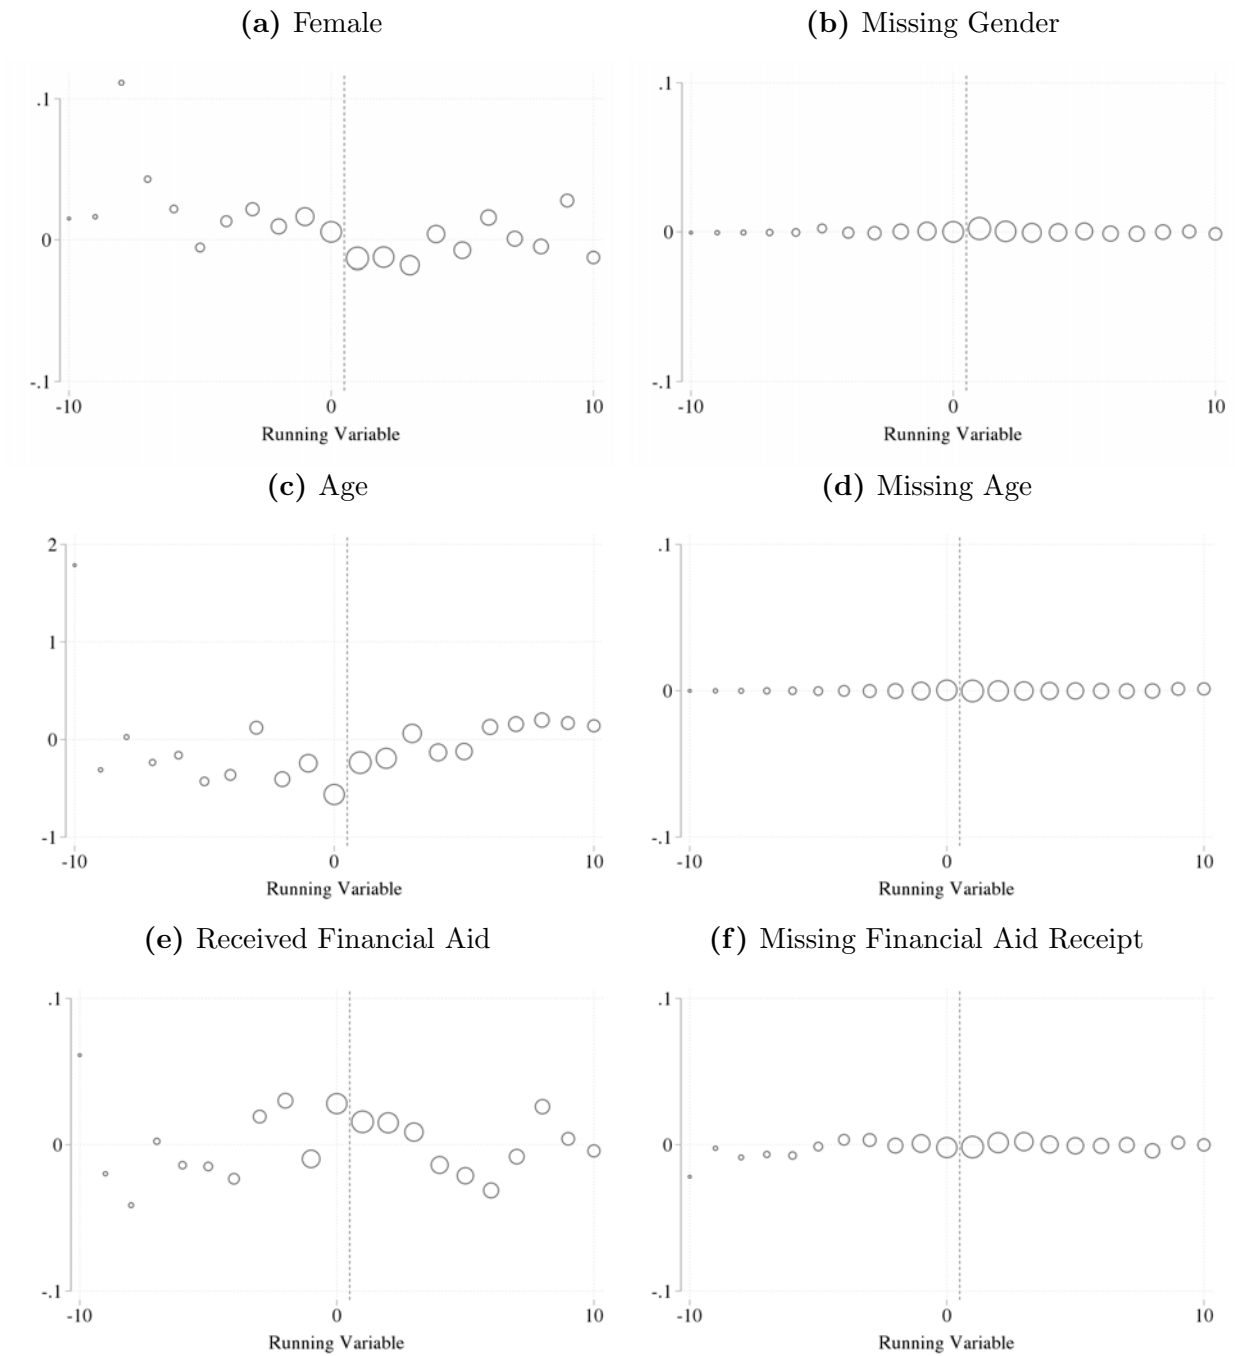 (a) Female
.1
0
-.1
-10 0 10
Running Variable
(b) Missing Gender
.1
0
-.1
-10 0 10
Running Variable
(c) Age
2
1
0
-1
-10 0 10
Running Variable
(d) Missing Age
.1
0
-.1
-10 0 10
Running Variable
(e) Received Financial Aid
.1
0
-.1
-10 0 10
Running Variable
(f) Missing Financial Aid Receipt
.1
0
-.1
-10 0 10
Running Variable